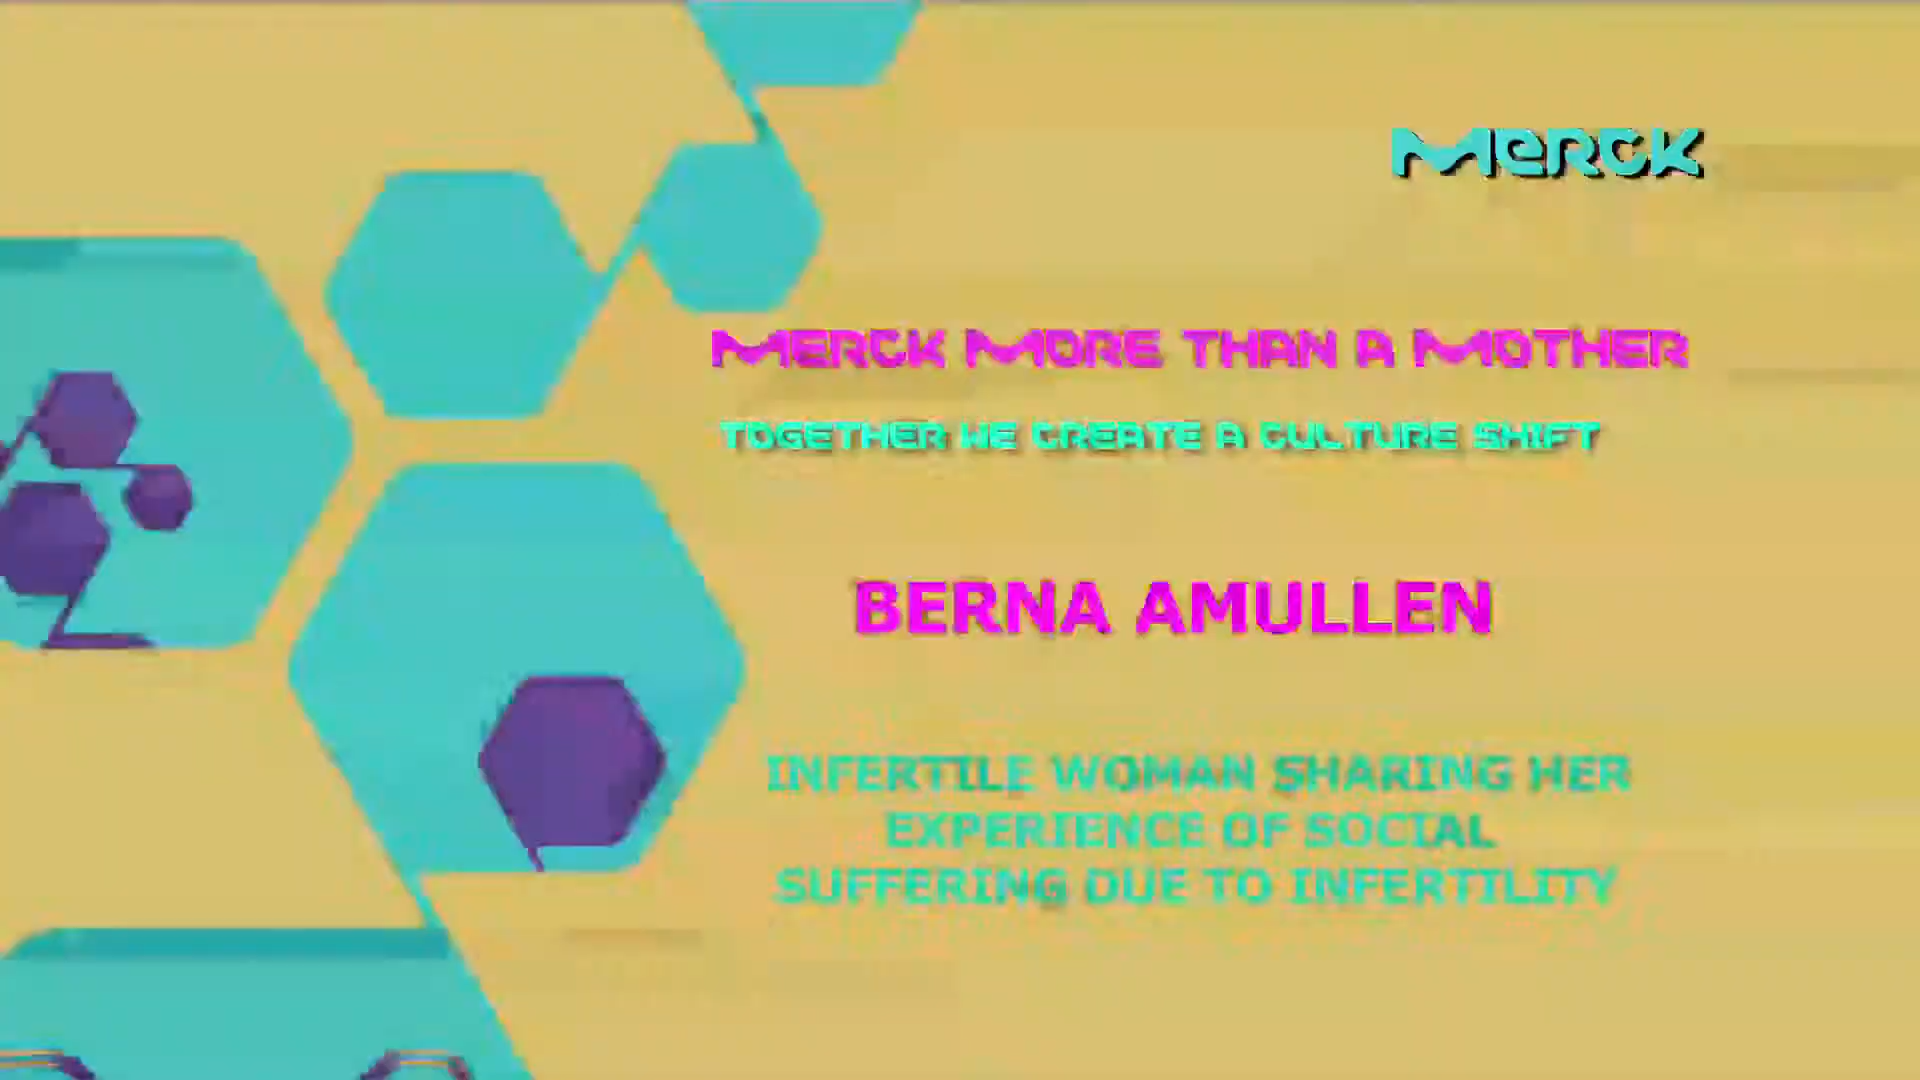 MERCK
MERCK MORE THAN A MOTHER
TOGETHER WE CREATE A CULTURE SHIFT
BERNA AMULLEN
INFERTILE WOMAN SHARING HER
EXPERIENCE OF SOCIAL
SUFFERING DUE TO INFERTILITY